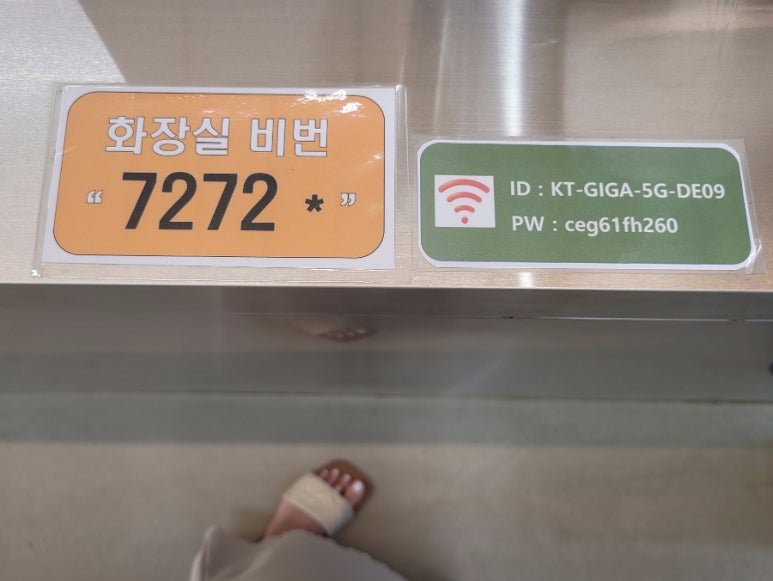 화장실 비번
“ 7272 * ”
ID : KT-GIGA-5G-DE09
PW : ceg61fh260